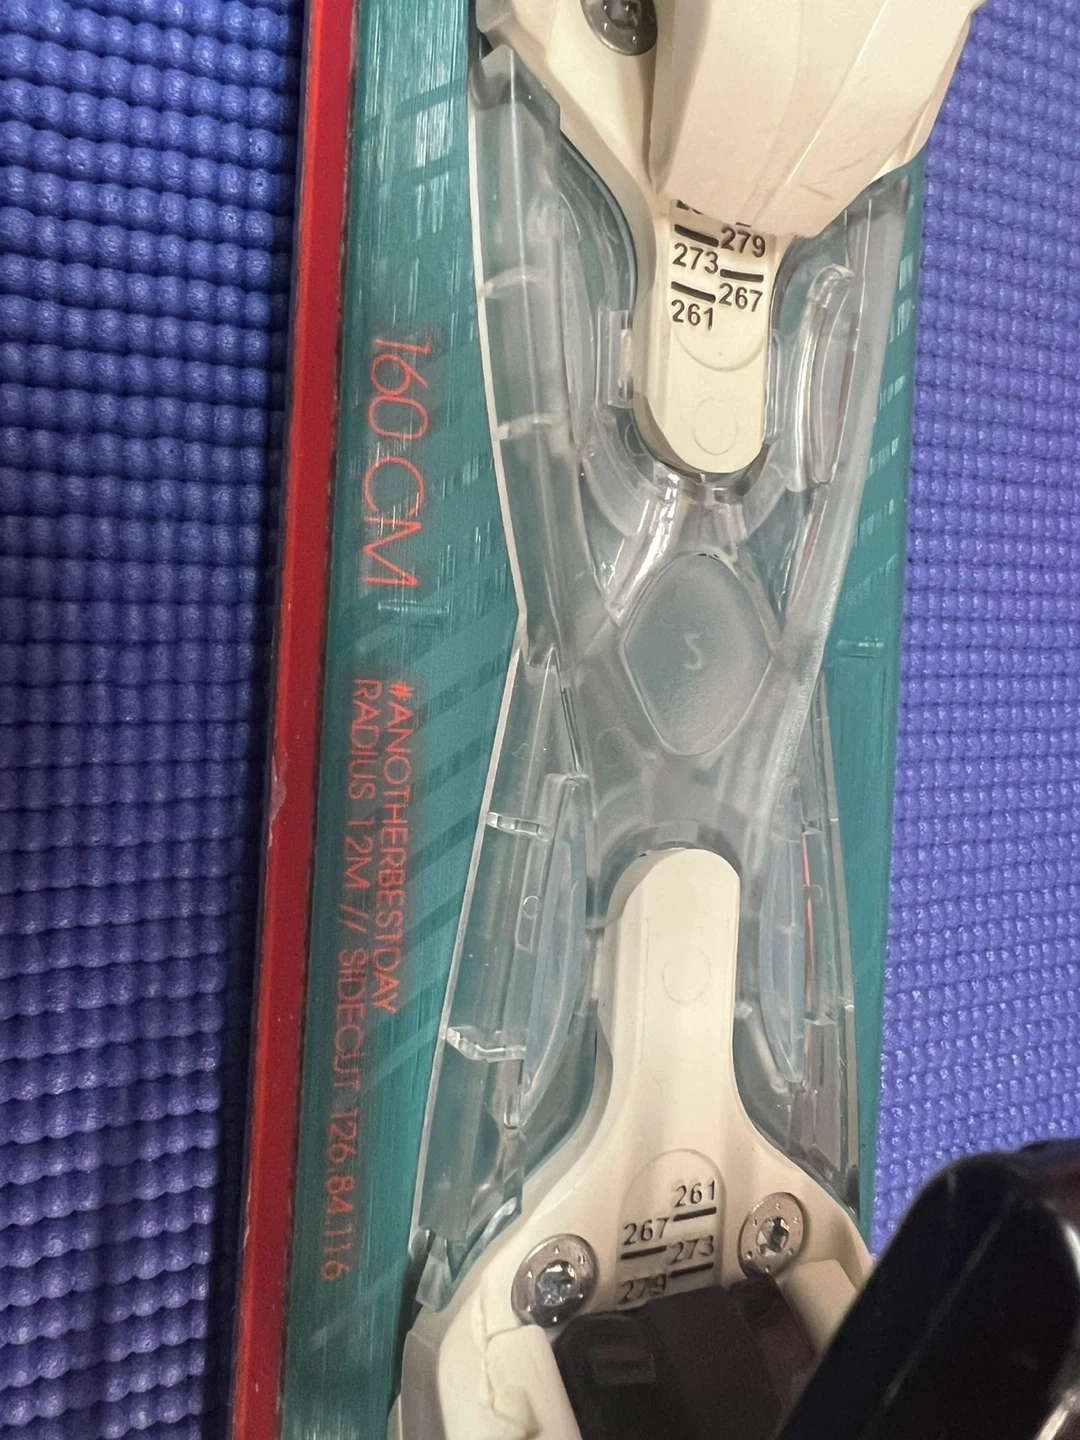 279
273
267
261
160 CM
#ANOTHERBESTDAY
RADIUS 12M // SIDECUT 126.84.116
S
261
267
273
279